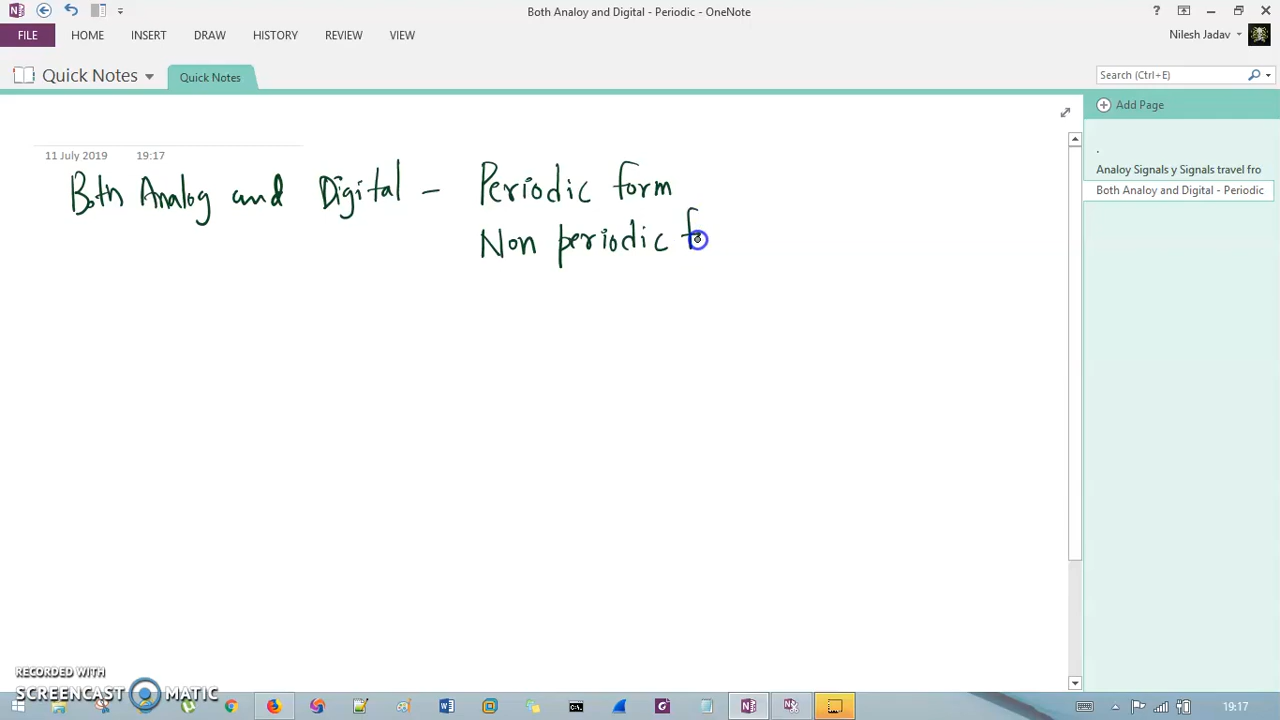 Both Analoy and Digital - Periodic - OneNote
?
FILE HOME INSERT DRAW HISTORY REVIEW VIEW
Nilesh Jadav
Quick Notes
Quick Notes
Search (Ctrl+E)
Add Page
11 July 2019 19:17
.
Analoy Signals y Signals travel fro
Both Analoy and Digital - Periodic
Both Analog and Digital - Periodic form
Non periodic f
RECORDED WITH
SCREENCAST MATIC
19:17